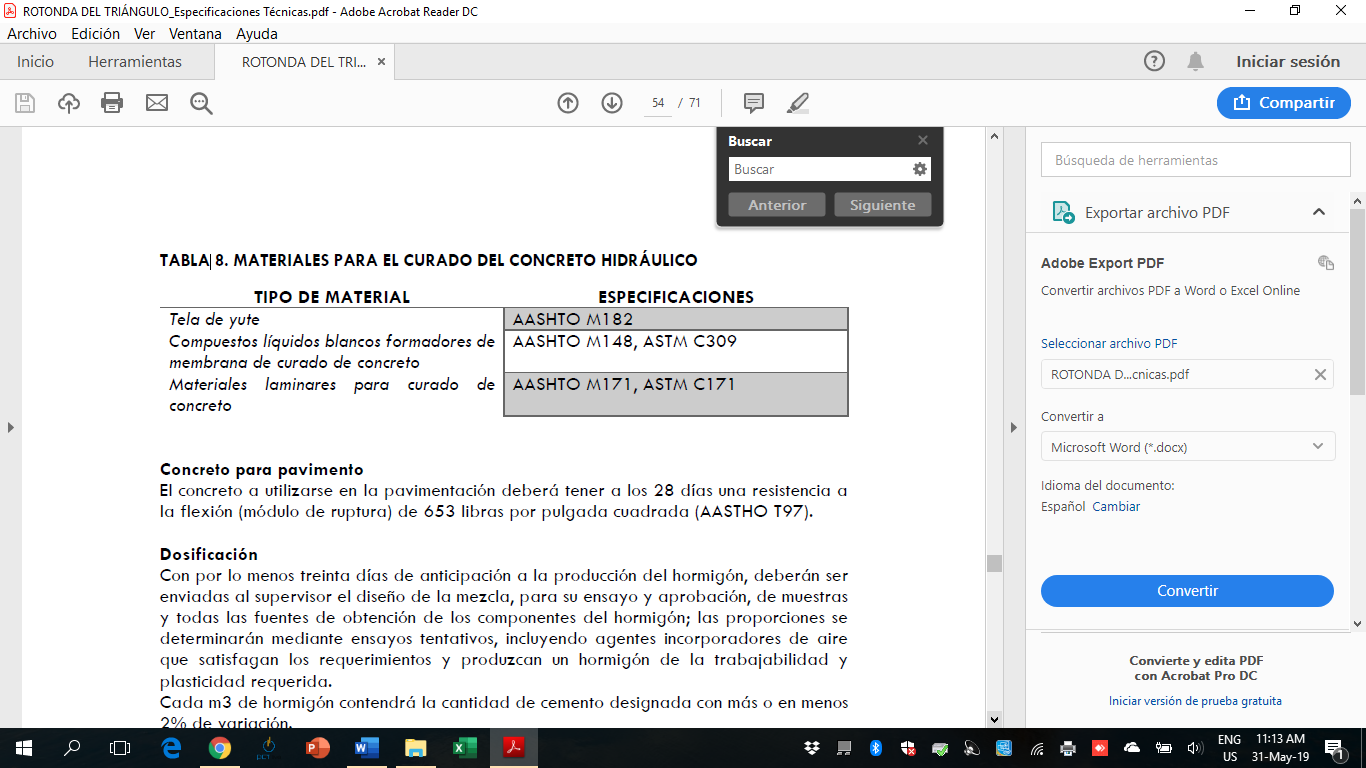 ROTONDA DEL TRIÁNGULO_Especificaciones Técnicas.pdf - Adobe Acrobat Reader DC
Archivo Edición Ver Ventana Ayuda
Inicio Herramientas ROTONDA DEL TRI... × Iniciar sesión
54 / 71 Compartir
Buscar
Buscar
Anterior Siguiente
TABLA 8. MATERIALES PARA EL CURADO DEL CONCRETO HIDRÁULICO
TIPO DE MATERIAL ESPECIFICACIONES
Tela de yute AASHTO M182
Compuestos líquidos blancos formadores de AASHTO M148, ASTM C309
membrana de curado de concreto
Materiales laminares para curado de AASHTO M171, ASTM C171
concreto
Concreto para pavimento
El concreto a utilizarse en la pavimentación deberá tener a los 28 días una resistencia a
la flexión (módulo de ruptura) de 653 libras por pulgada cuadrada (AASTHO T97).
Dosificación
Con por lo menos treinta días de anticipación a la producción del hormigón, deberán ser
enviadas al supervisor el diseño de la mezcla, para su ensayo y aprobación, de muestras
y todas las fuentes de obtención de los componentes del hormigón; las proporciones se
determinarán mediante ensayos tentativos, incluyendo agentes incorporadores de aire
que satisfagan los requerimientos y produzcan un hormigón de la trabajabilidad y
plasticidad requerida.
Cada m3 de hormigón contendrá la cantidad de cemento designada con más o en menos
2% de variación.
Búsqueda de herramientas
Exportar archivo PDF
Adobe Export PDF
Convertir archivos PDF a Word o Excel Online
Seleccionar archivo PDF
ROTONDA D...cnicas.pdf
Convertir a
Microsoft Word (*.docx)
Idioma del documento:
Español Cambiar
Convertir
Convierte y edita PDF
con Acrobat Pro DC
Iniciar versión de prueba gratuita
ENG 11:13 AM
US 31-May-19
1